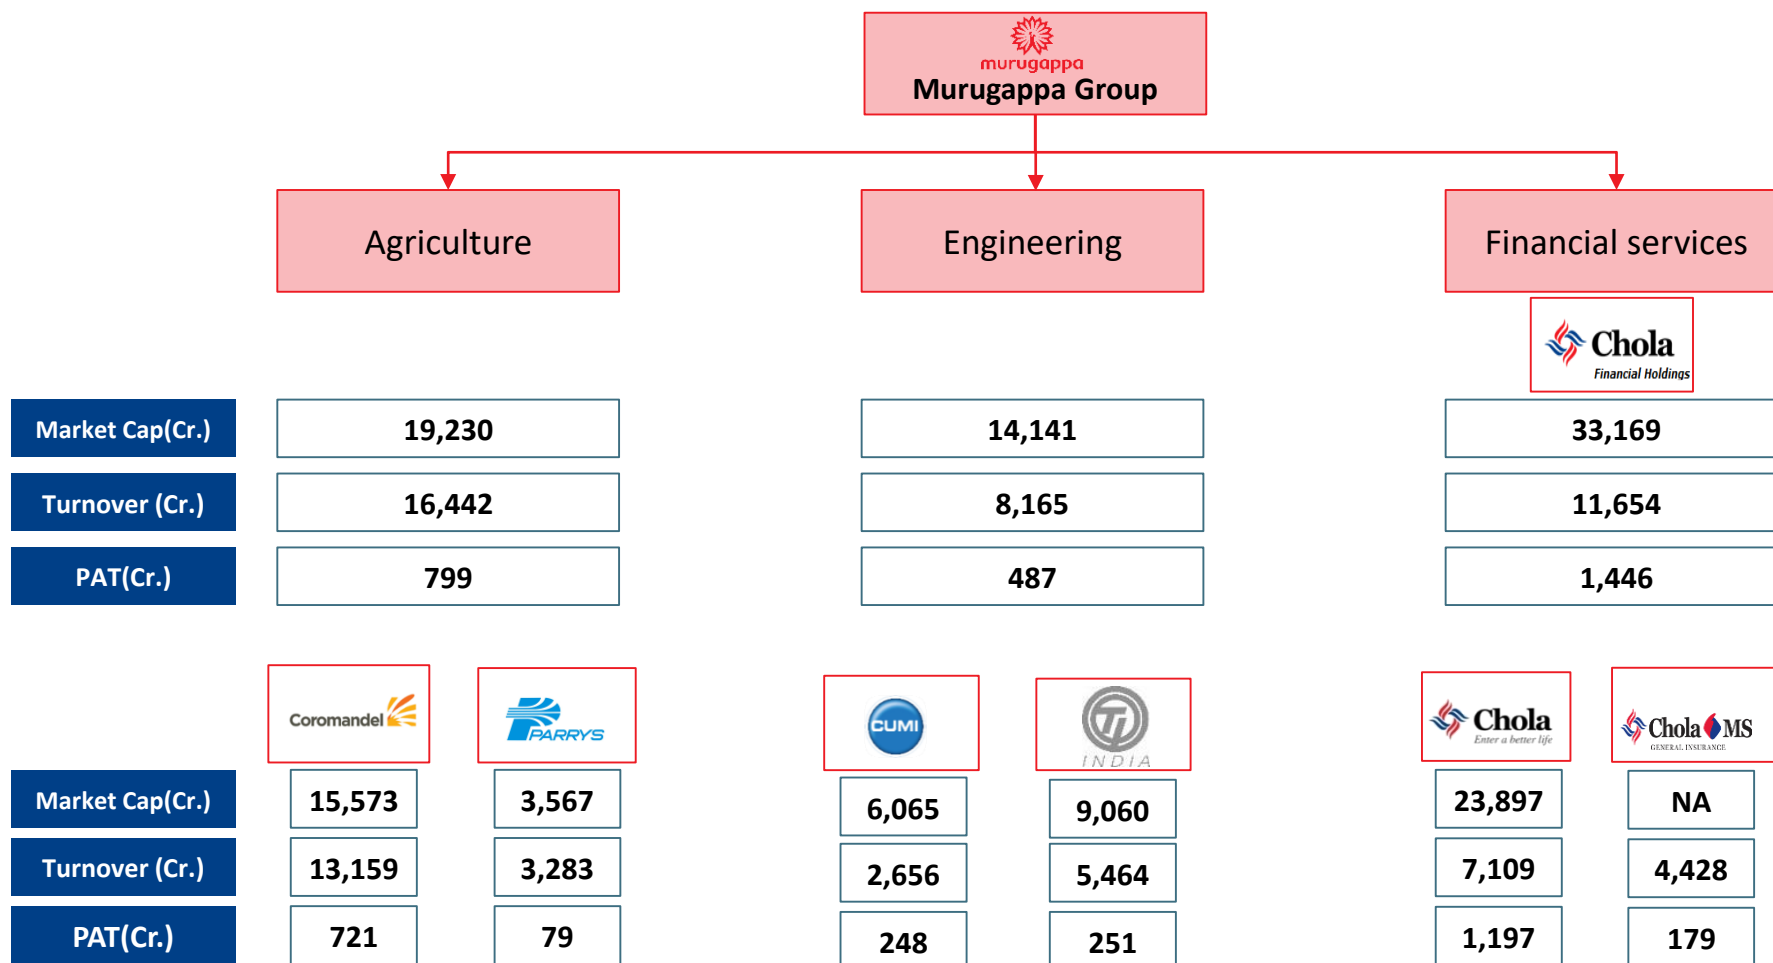 murugappa
Murugappa Group
Agriculture
Engineering
Financial services
Chola
Financial Holdings
Market Cap(Cr.)
19,230
14,141
33,169
Turnover (Cr.)
16,442
8,165
11,654
PAT(Cr.)
799
487
1,446
Coromandel
PARRYS
CUMI
TI
INDIA
Chola
Enter a better life
Chola MS
GENERAL INSURANCE
Market Cap(Cr.)
15,573
3,567
6,065
9,060
23,897
NA
Turnover (Cr.)
13,159
3,283
2,656
5,464
7,109
4,428
PAT(Cr.)
721
79
248
251
1,197
179